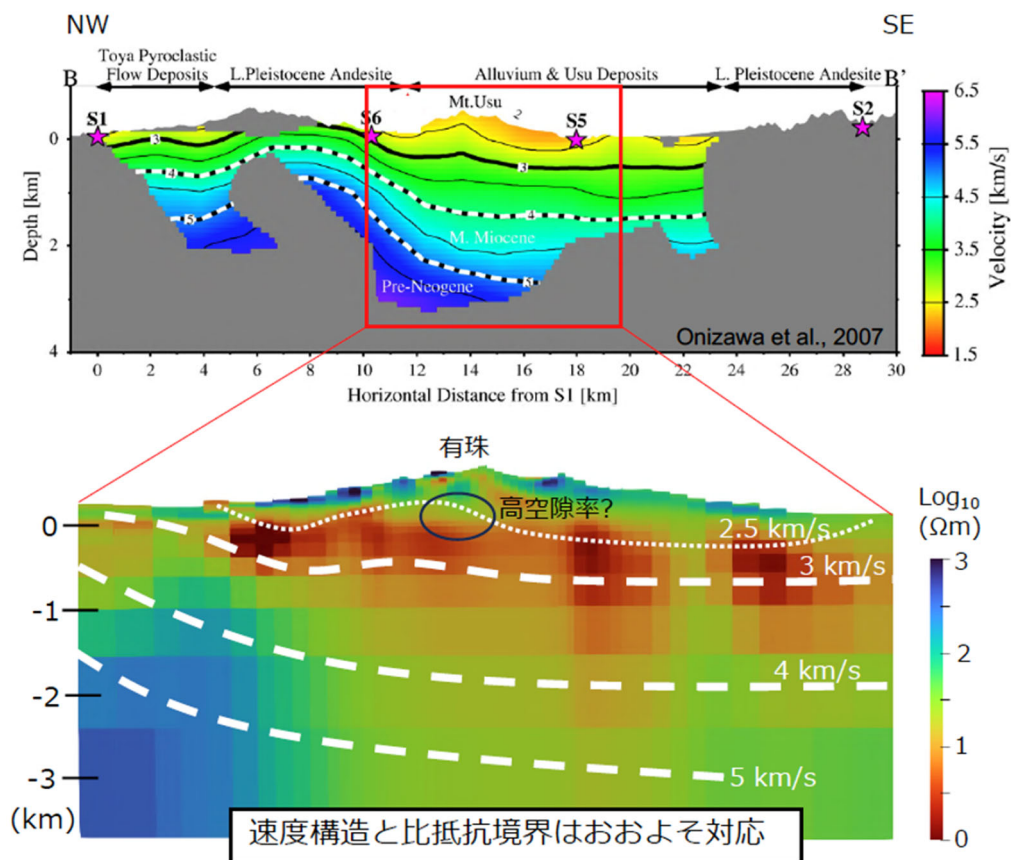 NW
SE
Toya Pyroclastic
Flow Deposits
L.Pleistocene Andesite
Alluvium & Usu Deposits
L. Pleistocene Andesite
B
B'
Mt.Usu
S1
S6
S5
S2
2
3
3
4
4
5
5
M. Miocene
Pre-Neogene
Onizawa et al., 2007
Depth [km]
0
2
4
0 2 4 6 8 10 12 14 16 18 20 22 24 26 28 30
Horizontal Distance from S1 [km]
6.5
5.5
4.5
3.5
2.5
1.5
Velocity [km/s]
有珠
高空隙率?
2.5 km/s
3 km/s
4 km/s
5 km/s
0
-1
-2
-3
(km)
Log10
(Ωm)
3
2
1
0
速度構造と比抵抗境界はおおよそ対応